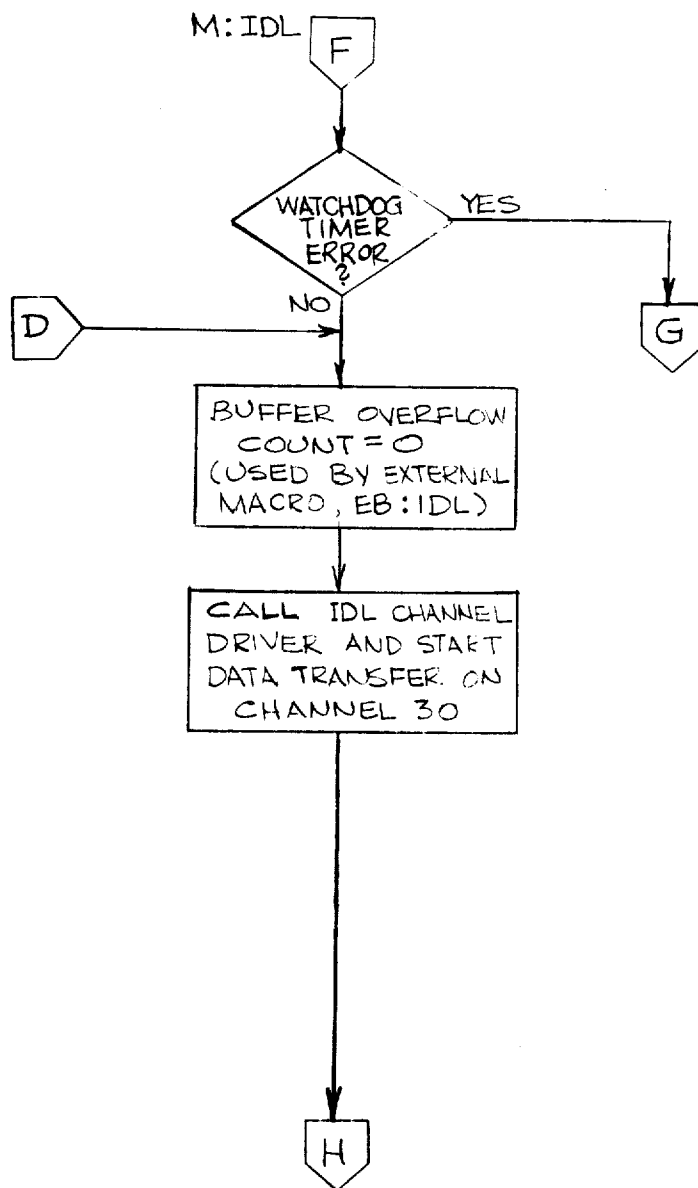 M:IDL
F
WATCHDOG
TIMER
ERROR
?
YES
NO
D
G
BUFFER OVERFLOW
COUNT = 0
(USED BY EXTERNAL
MACRO, EB:IDL)
CALL IDL CHANNEL
DRIVER AND START
DATA TRANSFER ON
CHANNEL 30
H